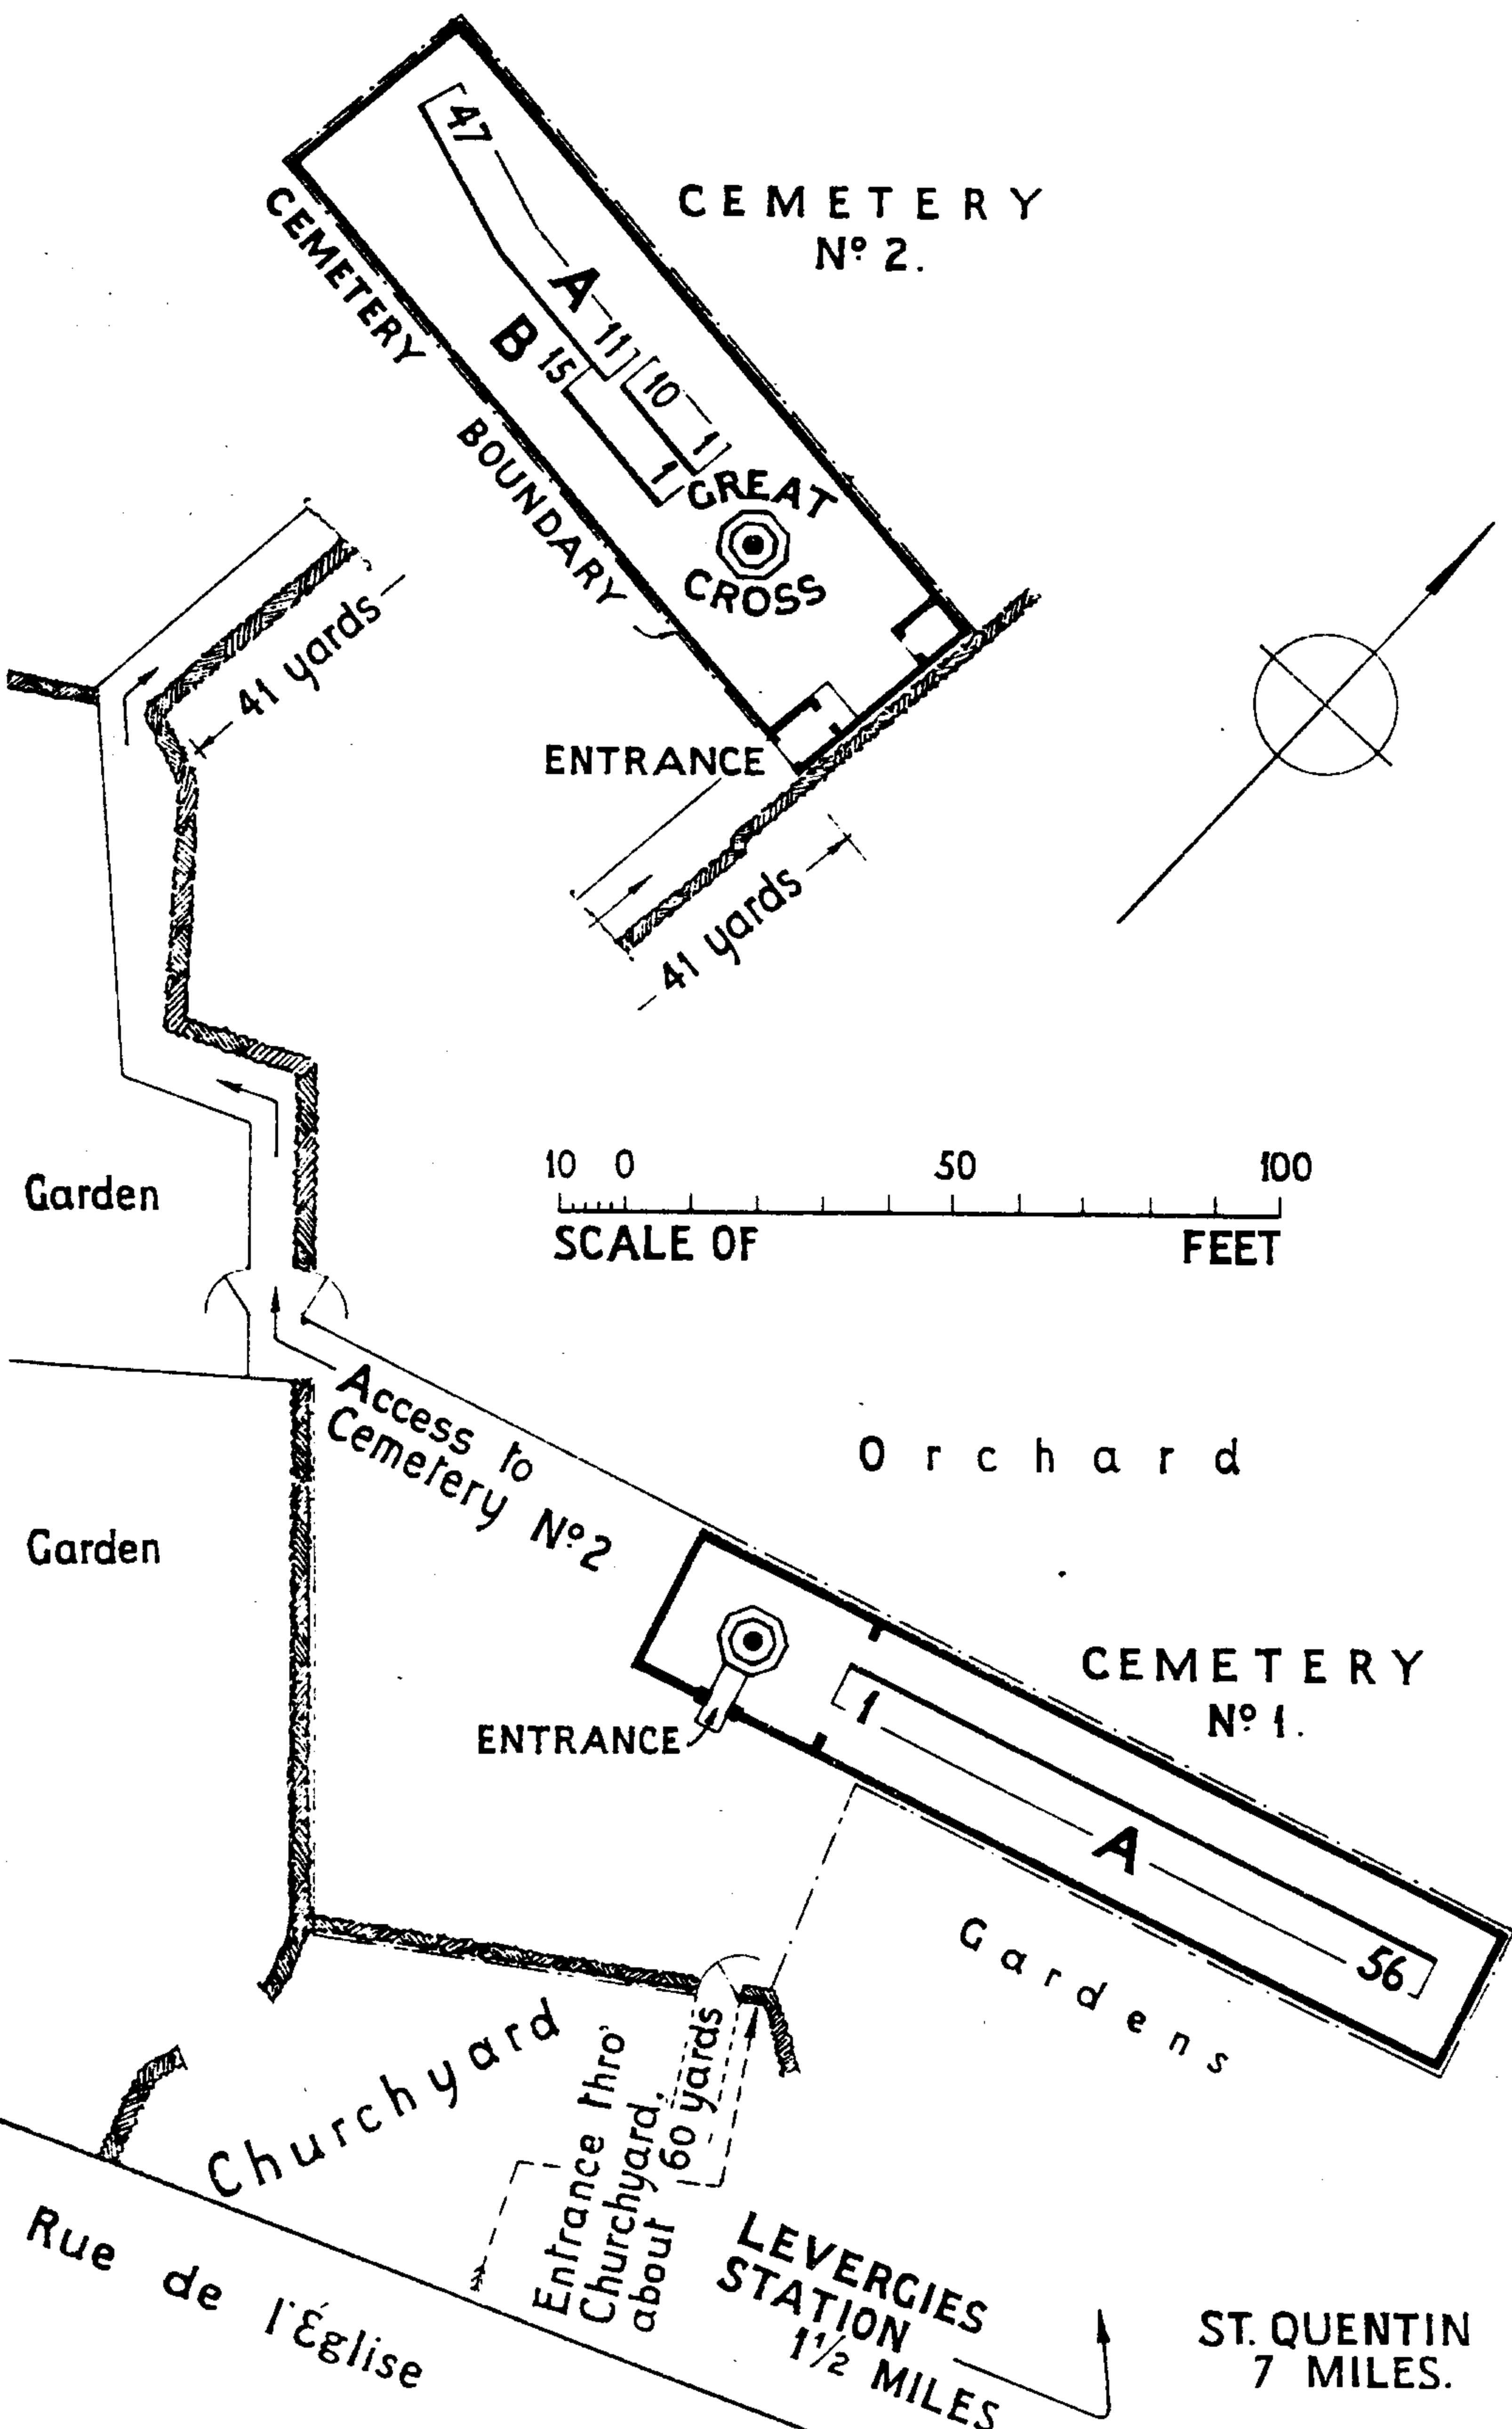 CEMETERY
Nº 2.
47
A
11
10
1
B
15
1
GREAT
CROSS
CEMETERY
BOUNDARY
41 yards
ENTRANCE
41 yards
10 0 50 100
SCALE OF FEET
Garden
Access to
Cemetery Nº 2
Orchard
Garden
CEMETERY
Nº 1.
ENTRANCE
1
A
56
Gardens
Churchyard
Entrance thro'
Churchyard,
about 60 yards
Rue de l'Église
LEVERGIES
STATION
1½ MILES
ST. QUENTIN
7 MILES.